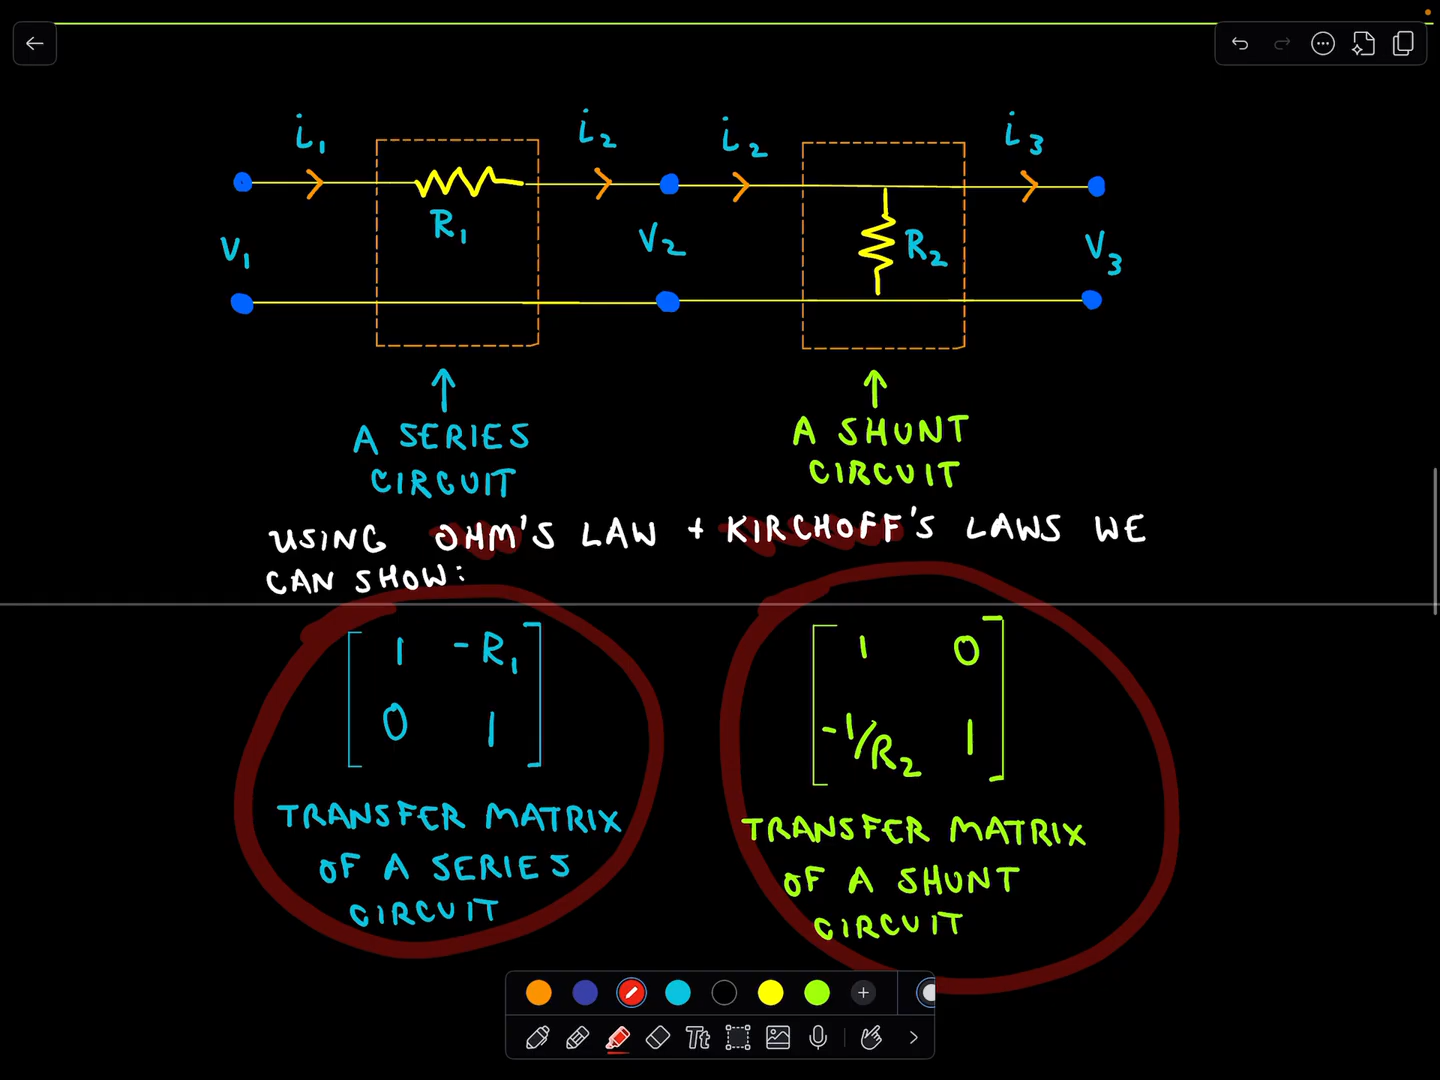 i₁ i₂ i₂ i₃
R₁
V₁ V₂ R₂ V₃
↑ ↑
A SERIES
CIRCUIT
A SHUNT
CIRCUIT
USING OHM'S LAW + KIRCHOFF'S LAWS WE
CAN SHOW:
1 -R₁
0 1
TRANSFER MATRIX
OF A SERIES
CIRCUIT
1 0
-1/R₂ 1
TRANSFER MATRIX
OF A SHUNT
CIRCUIT
Tt